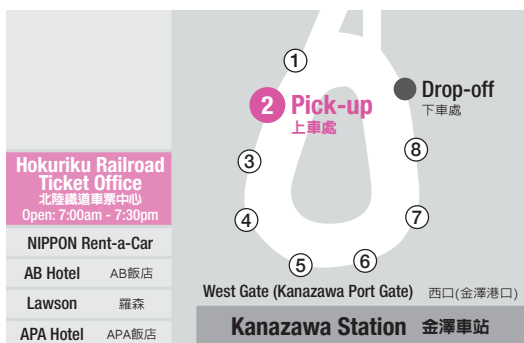 ①
② Pick-up
上車處
Drop-off
下車處
③
⑧
④
⑦
⑤
⑥
Hokuriku Railroad
Ticket Office
北陸鐵道車票中心
Open: 7:00am - 7:30pm
NIPPON Rent-a-Car
AB Hotel AB飯店
Lawson 羅森
APA Hotel APA飯店
West Gate (Kanazawa Port Gate) 西口(金澤港口)
Kanazawa Station 金澤車站